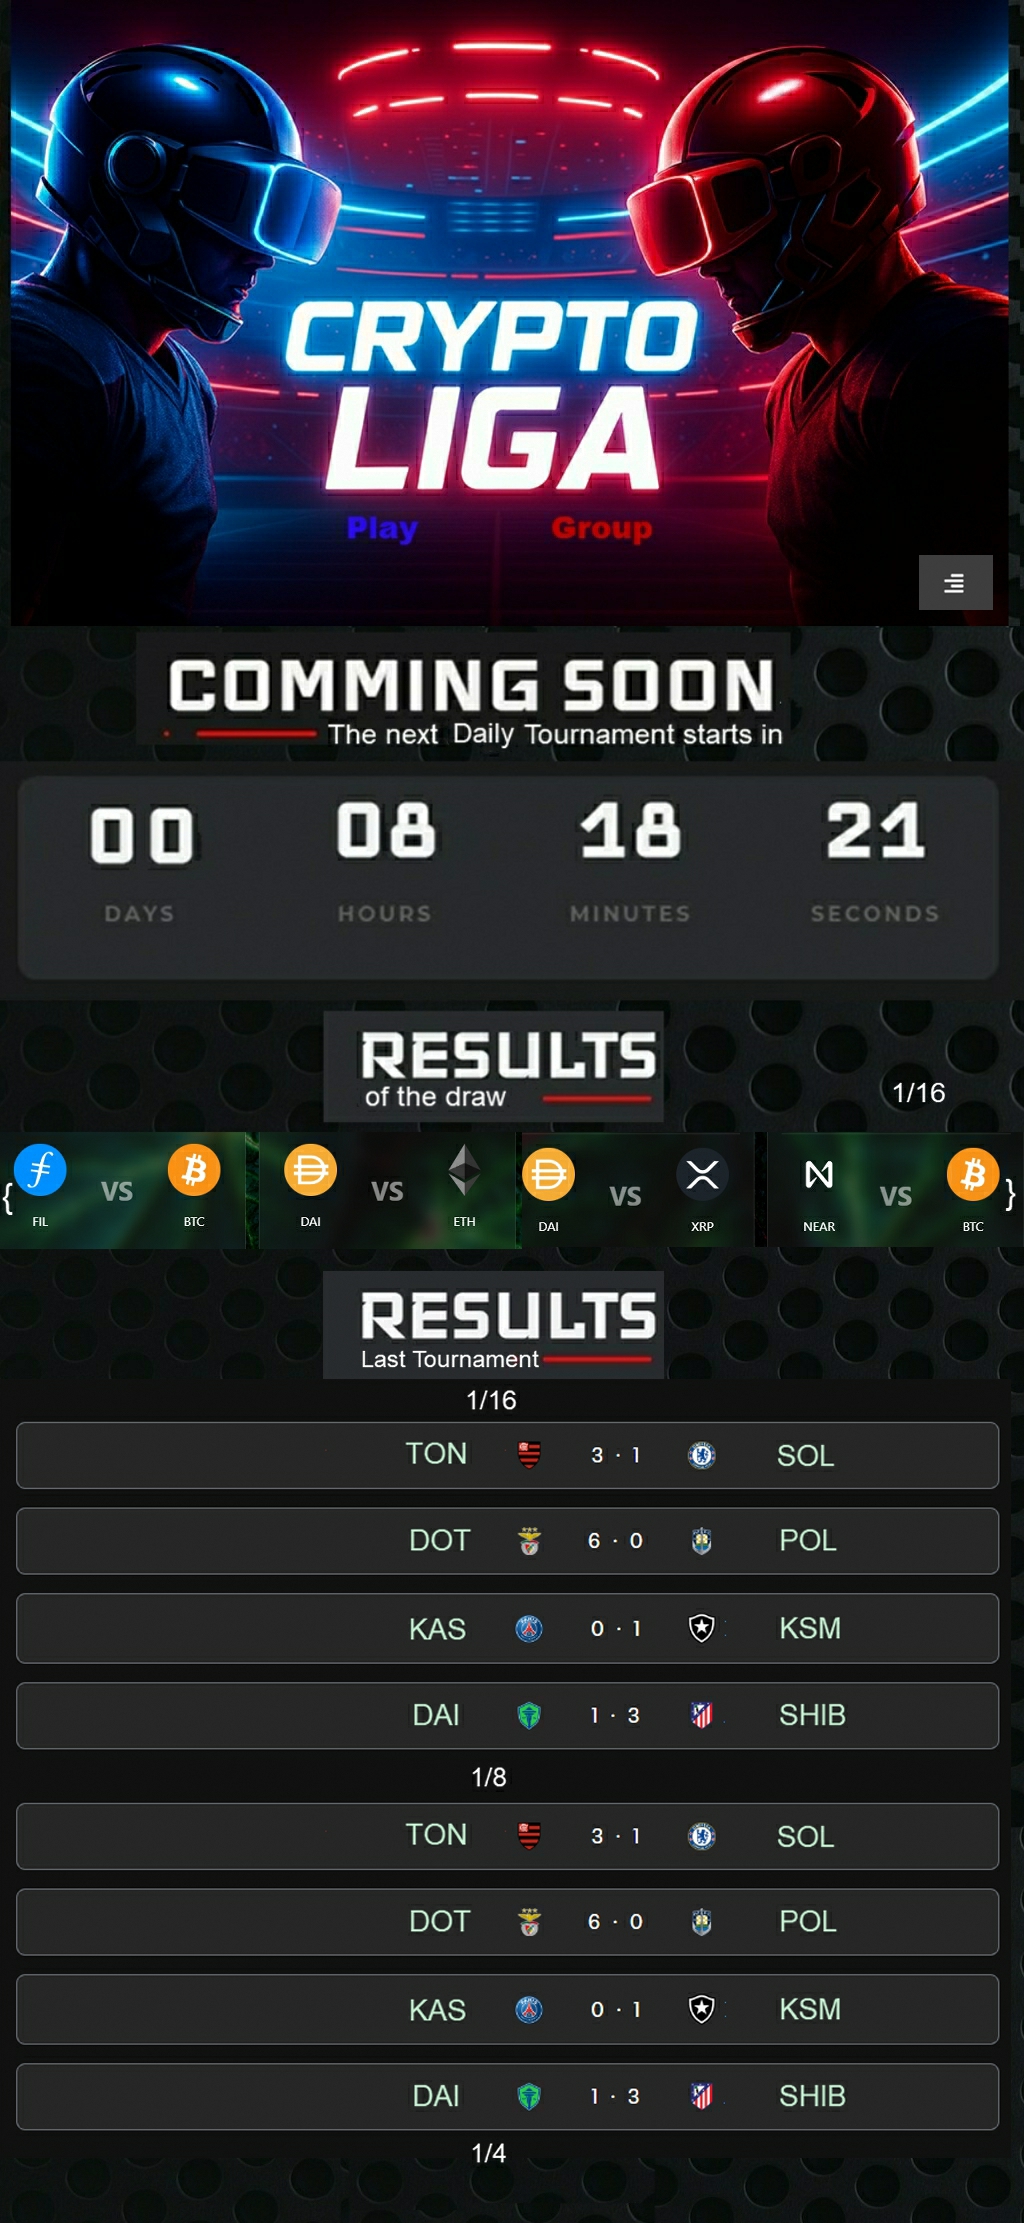 CRYPTO
LIGA
Play Group
COMMING SOON
The next Daily Tournament starts in
00 08 18 21
DAYS HOURS MINUTES SECONDS
RESULTS
of the draw
1/16
{ FIL VS BTC DAI VS ETH DAI VS XRP NEAR VS BTC }
RESULTS
Last Tournament
1/16
TON 3 · 1 SOL
DOT 6 · 0 POL
KAS 0 · 1 KSM
DAI 1 · 3 SHIB
1/8
TON 3 · 1 SOL
DOT 6 · 0 POL
KAS 0 · 1 KSM
DAI 1 · 3 SHIB
1/4